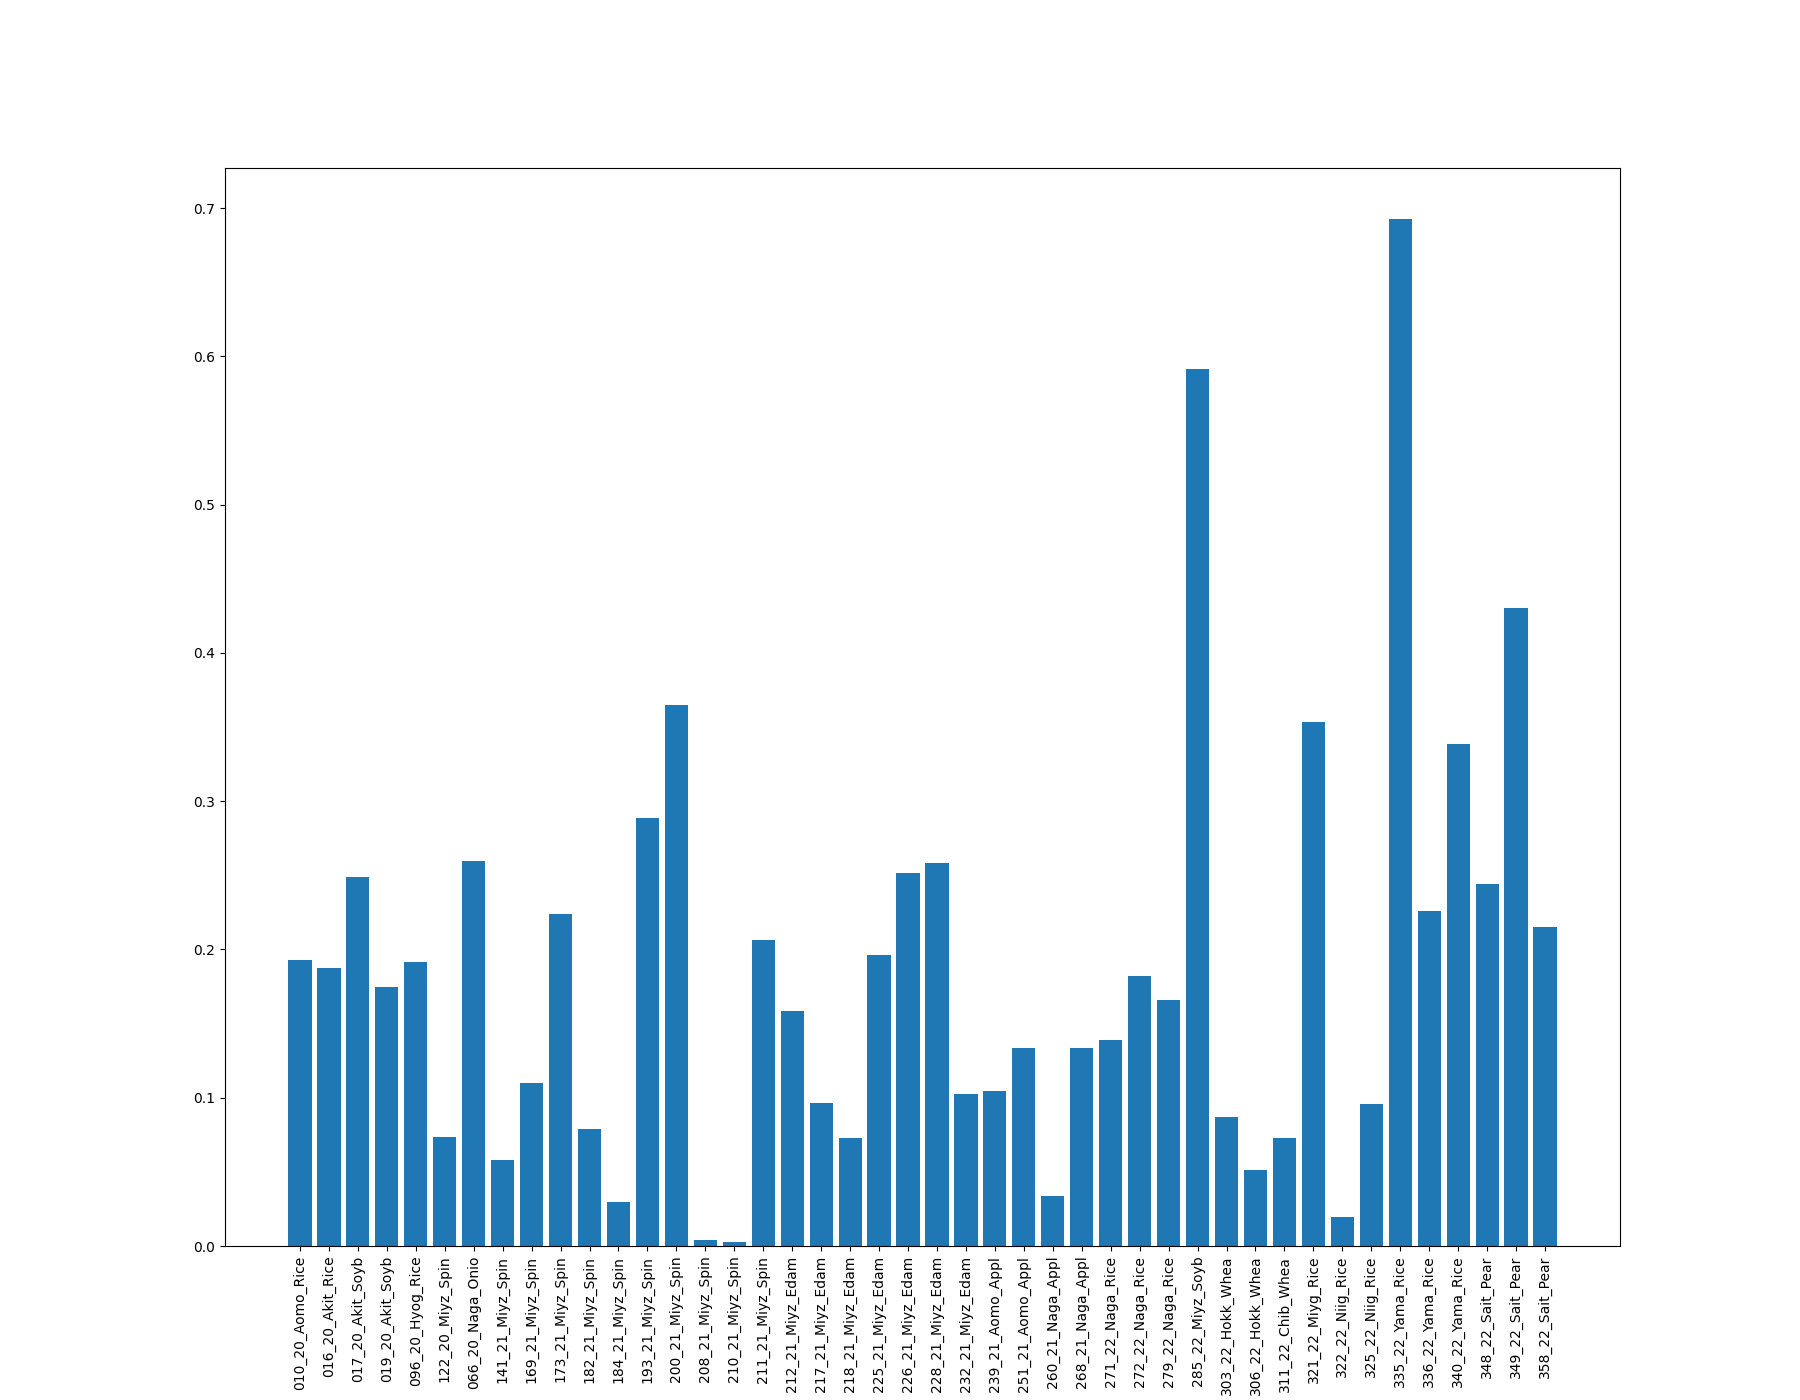 0.7
0.6
0.5
0.4
0.3
0.2
0.1
0.0
010_20_Aomo_Rice
016_20_Akit_Rice
017_20_Akit_Soyb
019_20_Akit_Soyb
096_20_Hyog_Rice
122_20_Miyz_Spin
066_20_Naga_Onio
141_21_Miyz_Spin
169_21_Miyz_Spin
173_21_Miyz_Spin
182_21_Miyz_Spin
184_21_Miyz_Spin
193_21_Miyz_Spin
200_21_Miyz_Spin
208_21_Miyz_Spin
210_21_Miyz_Spin
211_21_Miyz_Spin
212_21_Miyz_Edam
217_21_Miyz_Edam
218_21_Miyz_Edam
225_21_Miyz_Edam
226_21_Miyz_Edam
228_21_Miyz_Edam
232_21_Miyz_Edam
239_21_Aomo_Appl
251_21_Aomo_Appl
260_21_Naga_Appl
268_21_Naga_Appl
271_22_Naga_Rice
272_22_Naga_Rice
279_22_Naga_Rice
285_22_Miyz_Soyb
303_22_Hokk_Whea
306_22_Hokk_Whea
311_22_Chib_Whea
321_22_Miyg_Rice
322_22_Niig_Rice
325_22_Niig_Rice
335_22_Yama_Rice
336_22_Yama_Rice
340_22_Yama_Rice
348_22_Sait_Pear
349_22_Sait_Pear
358_22_Sait_Pear